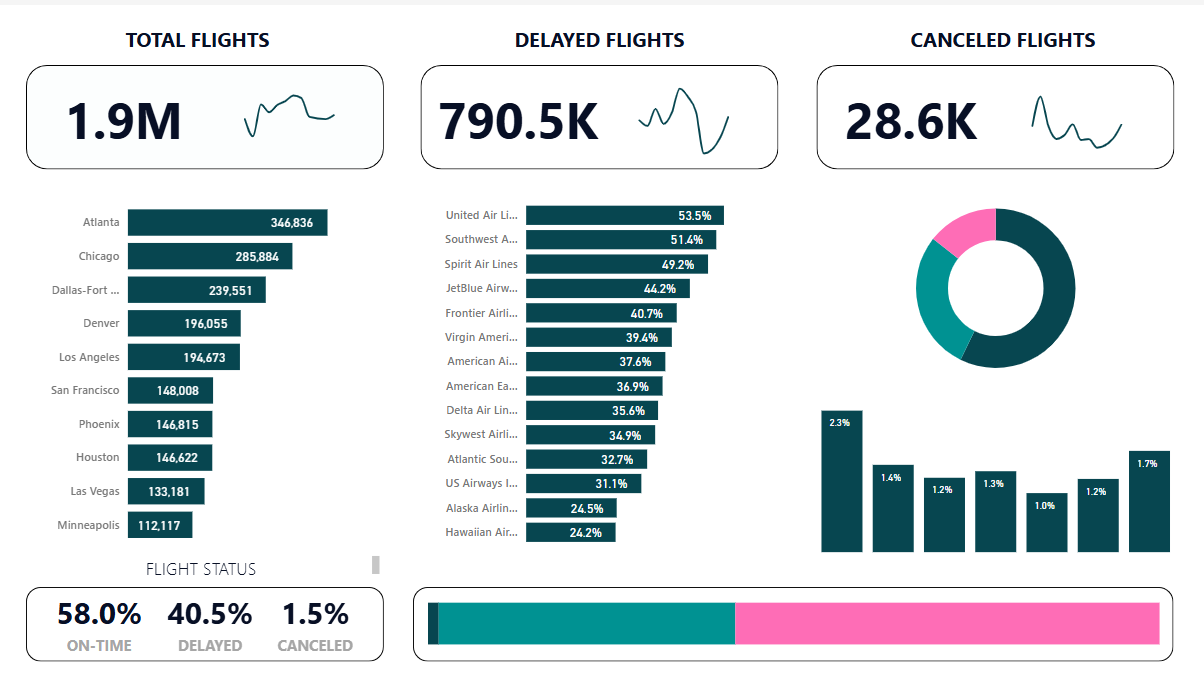 TOTAL FLIGHTS
DELAYED FLIGHTS
CANCELED FLIGHTS
1.9M
790.5K
28.6K
Atlanta 346,836
Chicago 285,884
Dallas-Fort ... 239,551
Denver 196,055
Los Angeles 194,673
San Francisco 148,008
Phoenix 146,815
Houston 146,622
Las Vegas 133,181
Minneapolis 112,117
United Air Li... 53.5%
Southwest A... 51.4%
Spirit Air Lines 49.2%
JetBlue Airw... 44.2%
Frontier Airli... 40.7%
Virgin Ameri... 39.4%
American Ai... 37.6%
American Ea... 36.9%
Delta Air Lin... 35.6%
Skywest Airli... 34.9%
Atlantic Sou... 32.7%
US Airways I... 31.1%
Alaska Airlin... 24.5%
Hawaiian Air... 24.2%
2.3% 1.4% 1.2% 1.3% 1.0% 1.2% 1.7%
FLIGHT STATUS
58.0% 40.5% 1.5%
ON-TIME DELAYED CANCELED